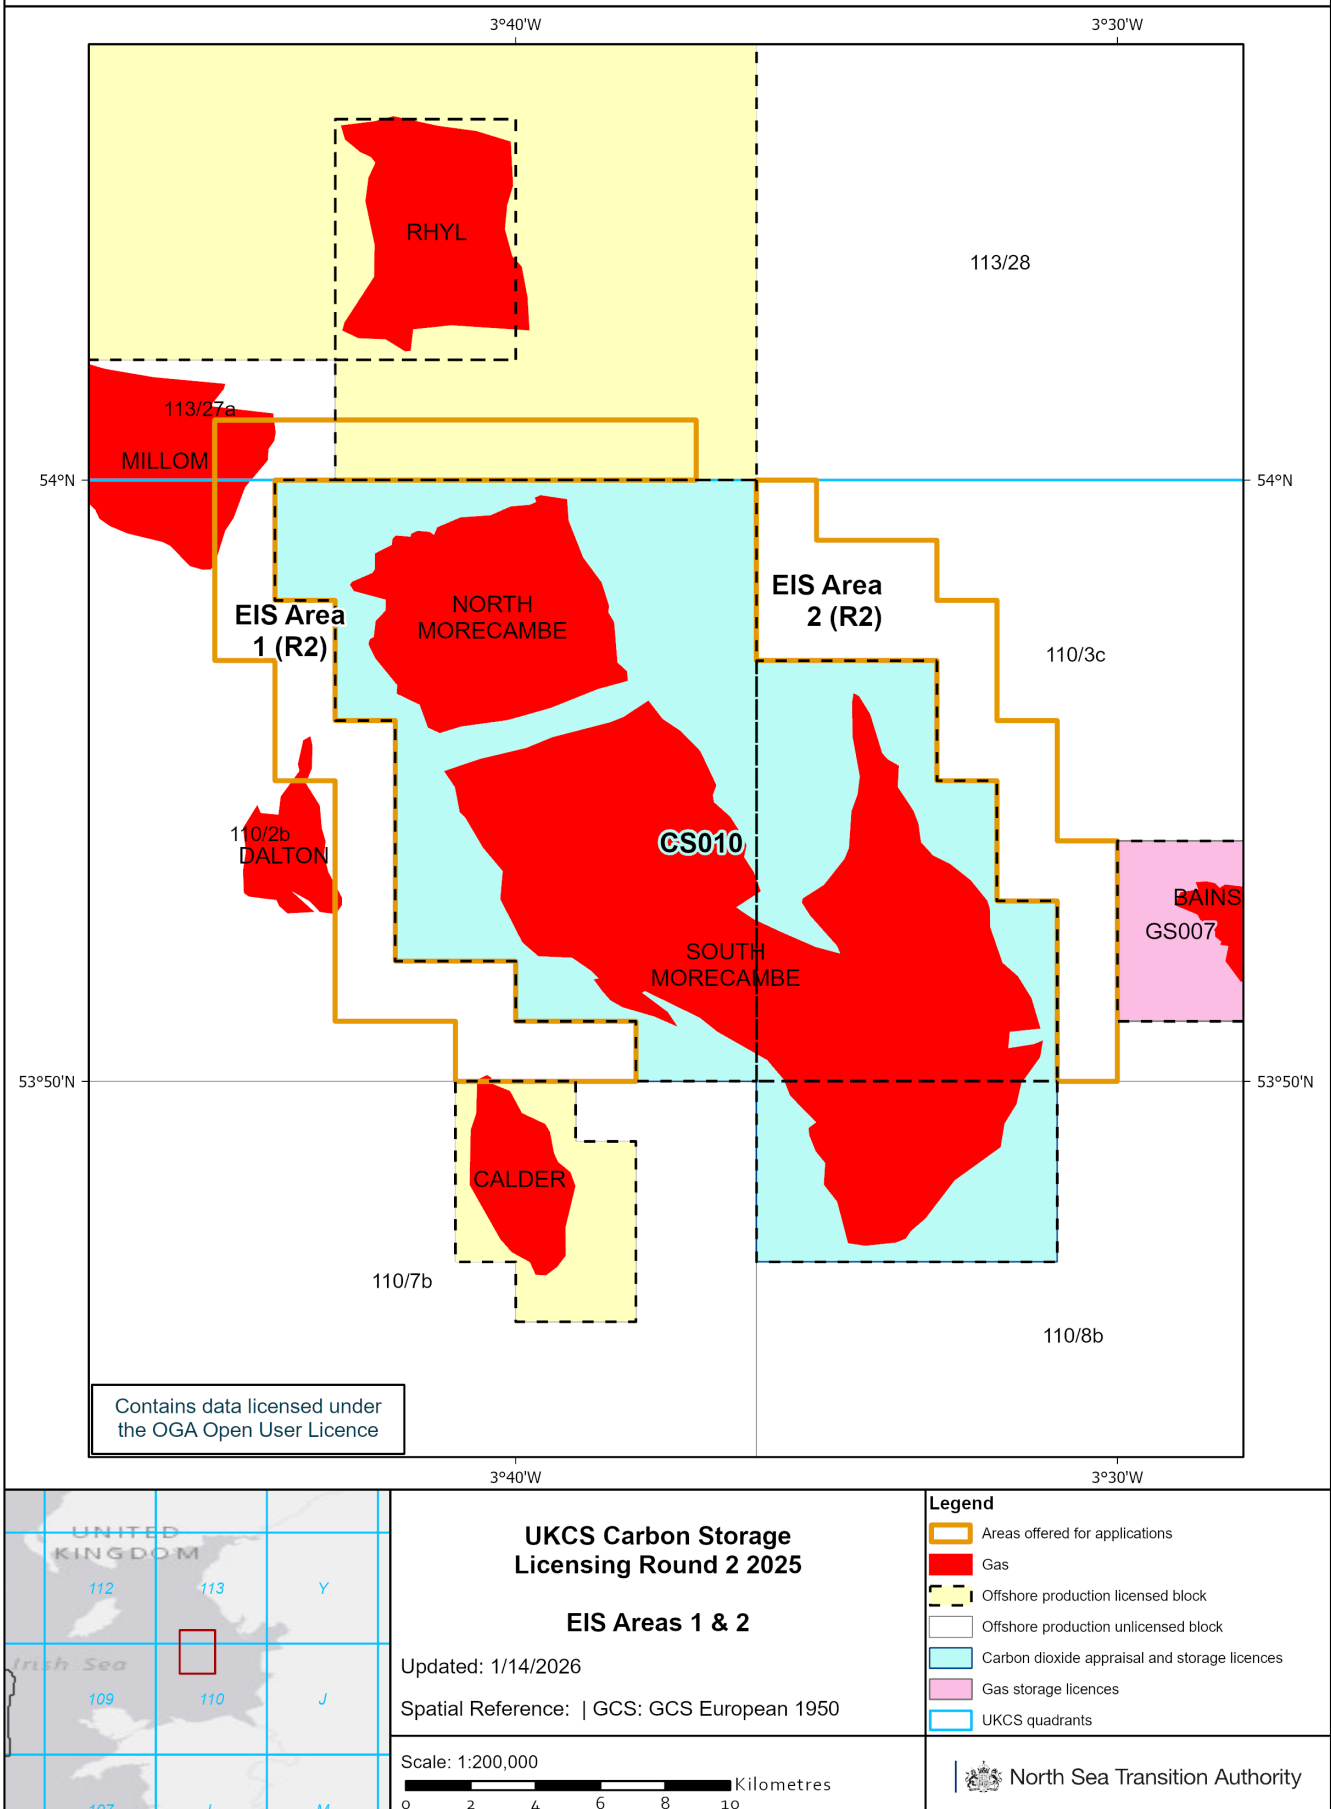 3°40'W
3°30'W
RHYL
113/28
113/27a
MILLOM
54°N
54°N
EIS Area
2 (R2)
NORTH
MORECAMBE
EIS Area
1 (R2)
110/3c
110/2b
DALTON
CS010
BAINS
GS007
SOUTH
MORECAMBE
53°50'N
53°50'N
CALDER
110/7b
110/8b
Contains data licensed under
the OGA Open User Licence
3°40'W
3°30'W
UNITED
KINGDOM
112
113
Y
Irish Sea
109
110
J
UKCS Carbon Storage
Licensing Round 2 2025
EIS Areas 1 & 2
Updated: 1/14/2026
Spatial Reference: | GCS: GCS European 1950
Scale: 1:200,000
Kilometres
0 2 4 6 8 10
Legend
Areas offered for applications
Gas
Offshore production licensed block
Offshore production unlicensed block
Carbon dioxide appraisal and storage licences
Gas storage licences
UKCS quadrants
North Sea Transition Authority